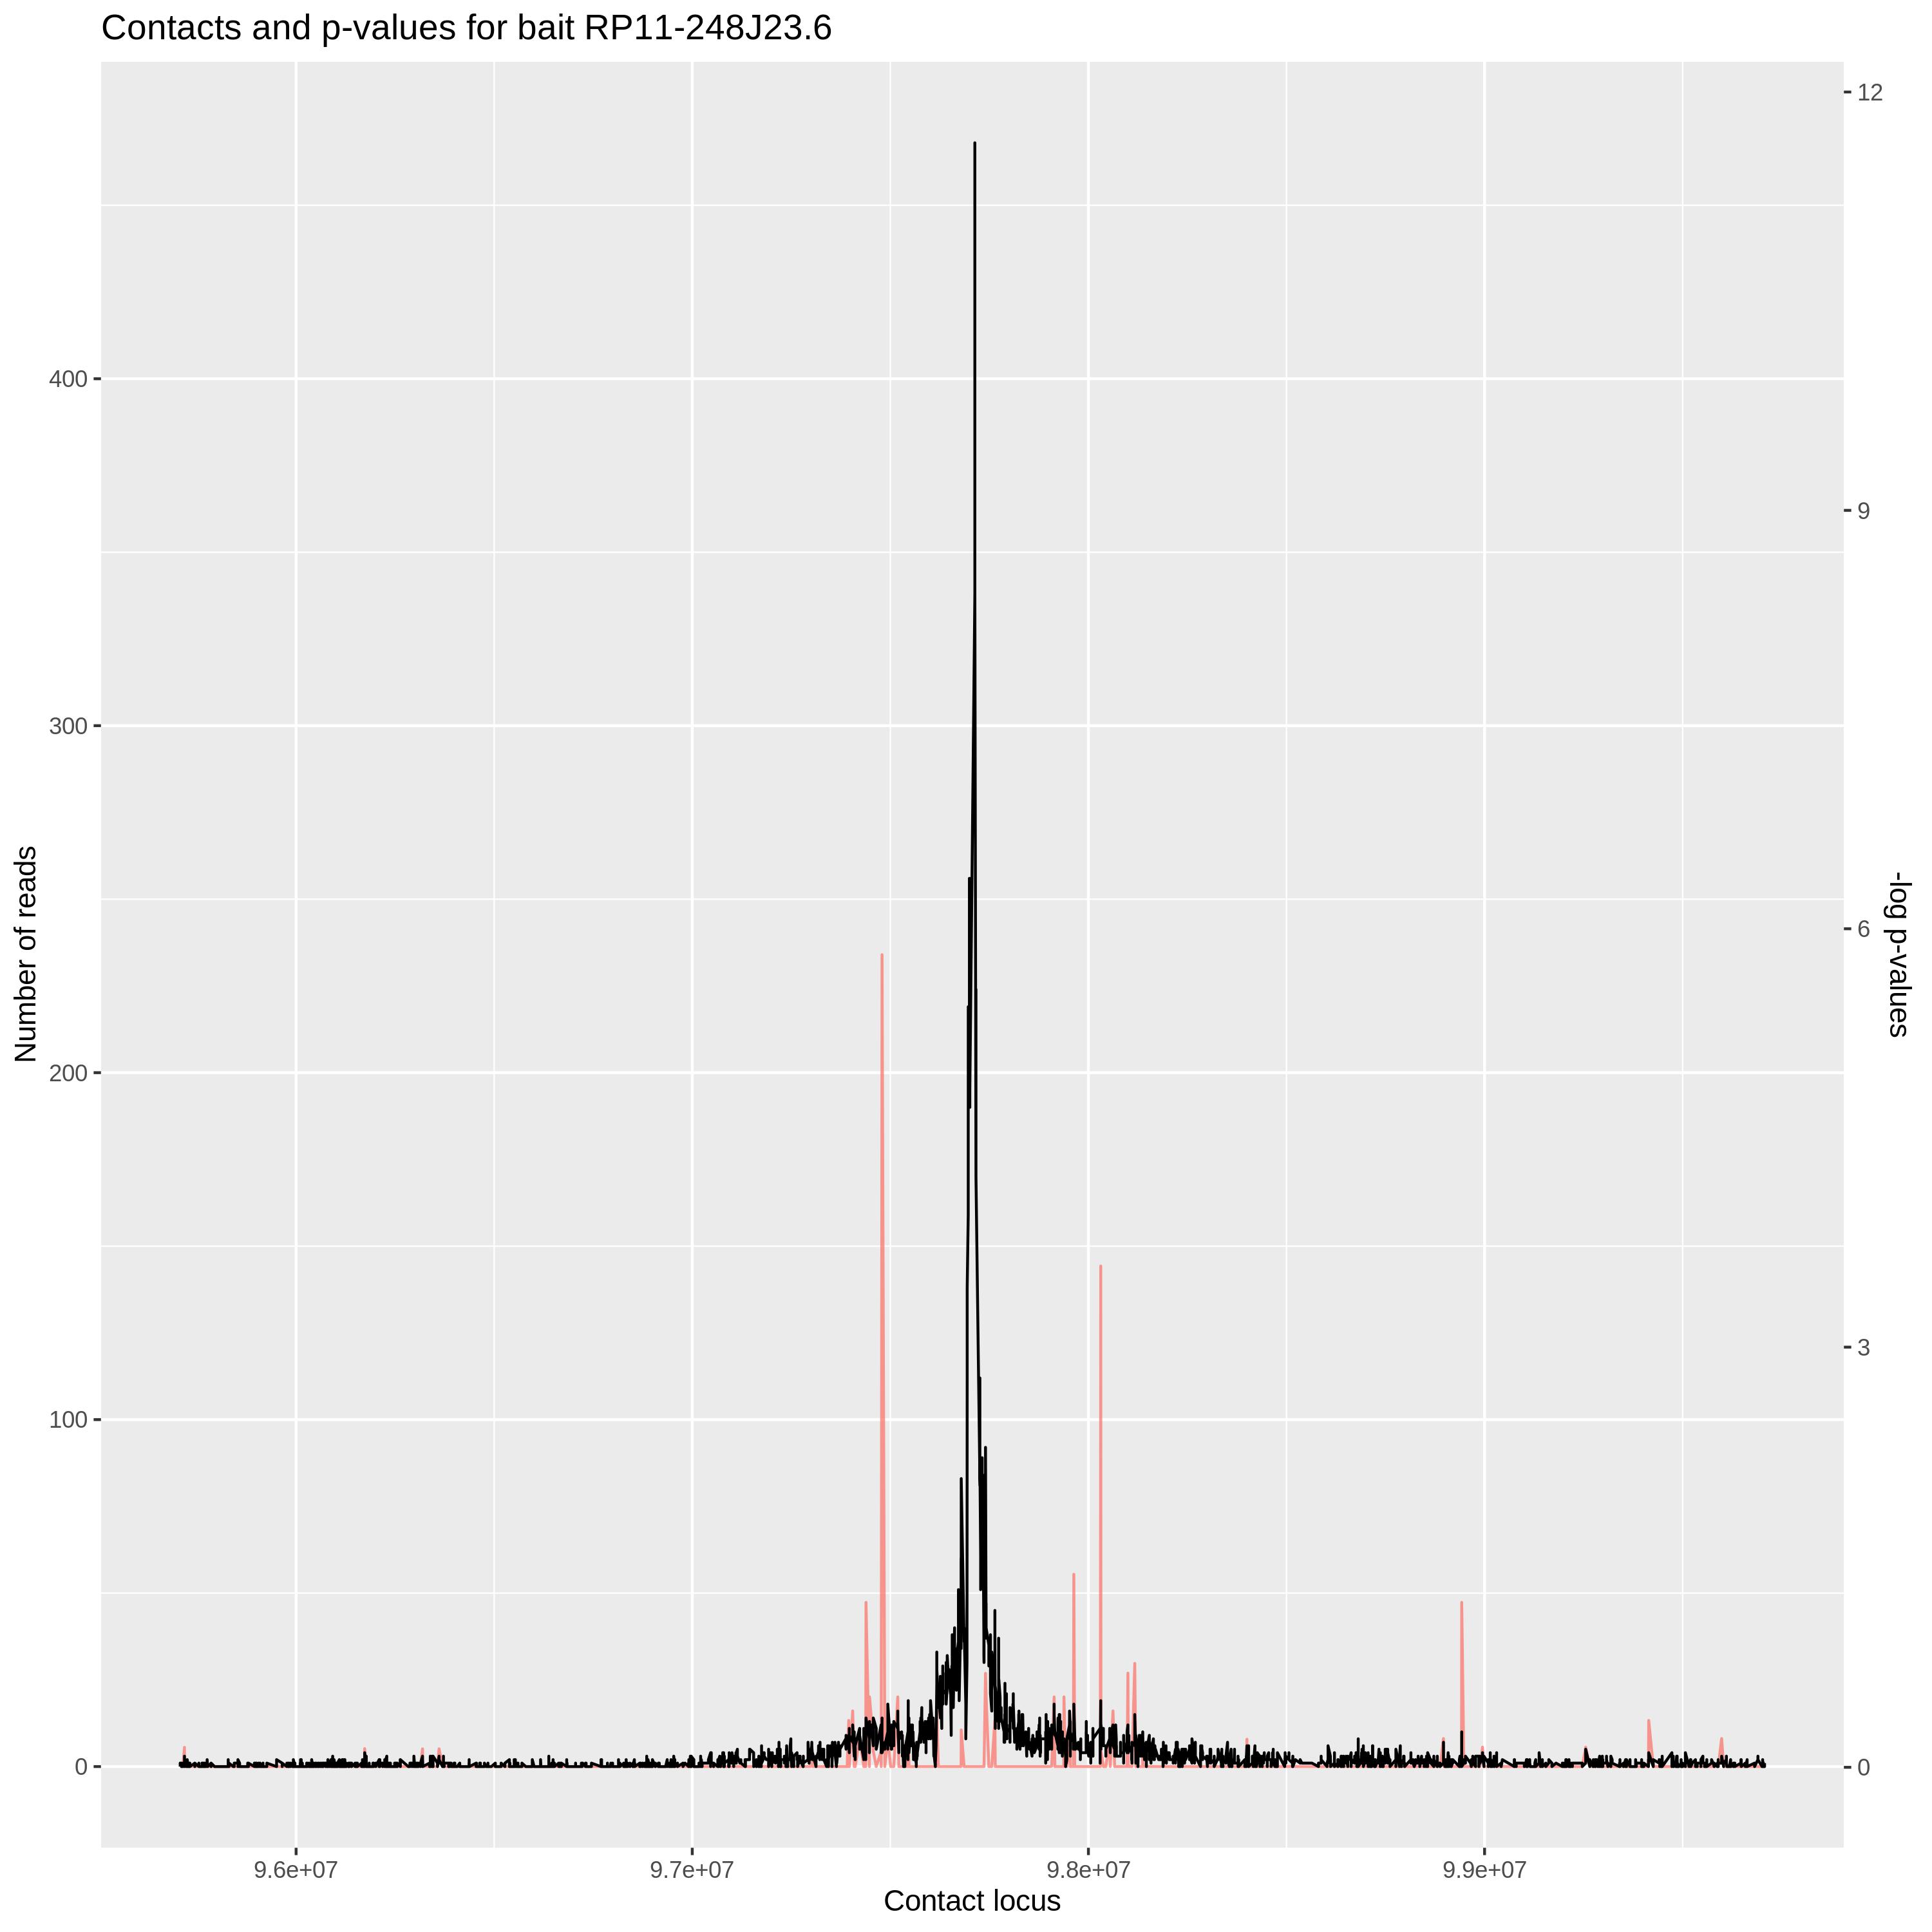 Contacts and p-values for bait RP11-248J23.6
12
9
6
3
0
-log p-values
400
300
200
100
0
Number of reads
9.6e+07
9.7e+07
9.8e+07
9.9e+07
Contact locus